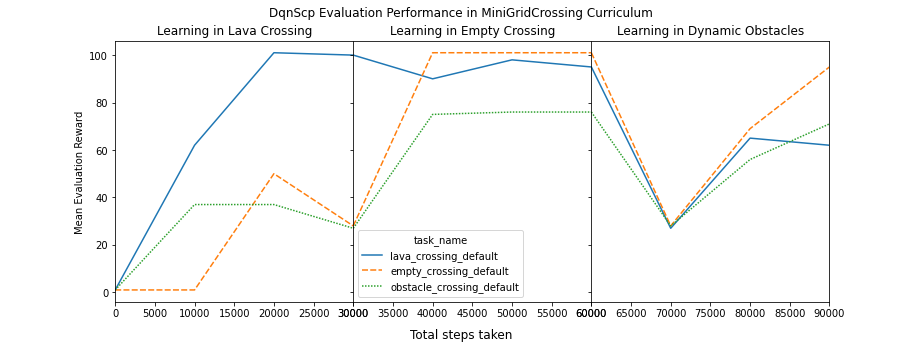 DqnScp Evaluation Performance in MiniGridCrossing Curriculum
Learning in Lava Crossing
Learning in Empty Crossing
Learning in Dynamic Obstacles
Mean Evaluation Reward
100
80
60
40
20
0
task_name
lava_crossing_default
empty_crossing_default
obstacle_crossing_default
0 5000 10000 15000 20000 25000 30000 35000 40000 45000 50000 55000 60000 65000 70000 75000 80000 85000 90000
Total steps taken